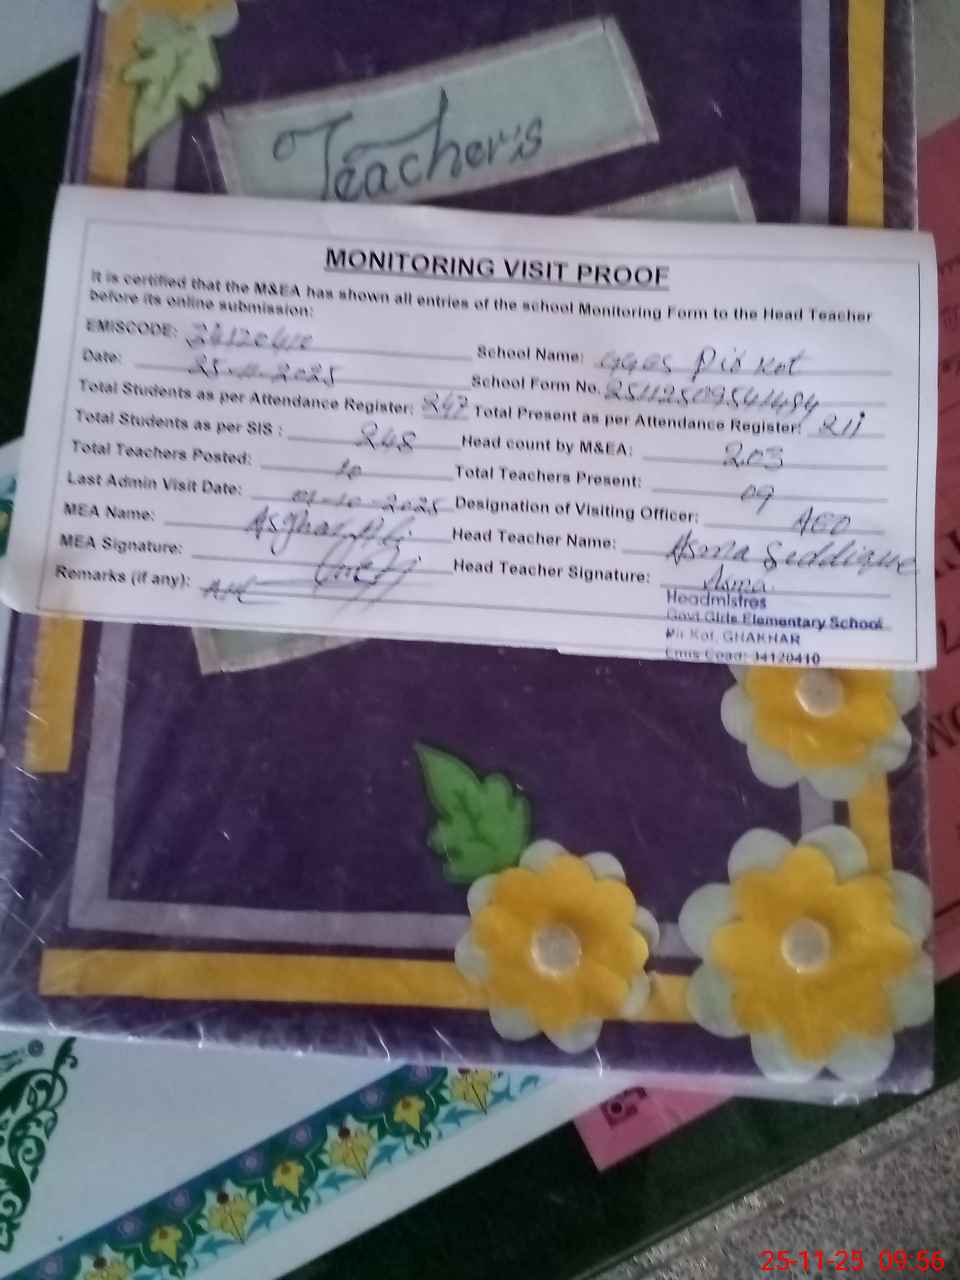 Teacher's
MONITORING VISIT PROOF
It is certified that the M&EA has shown all entries of the school Monitoring Form to the Head Teacher
before its online submission:
EMISCODE: School Name: GGES Pir Kot
Date: 25-11-2025 School Form No. 25112509541484
Total Students as per Attendance Register: 247 Total Present as per Attendance Register: 211
Total Students as per SIS : 248 Head count by M&EA: 203
Total Teachers Posted: 10 Total Teachers Present: 09
Last Admin Visit Date: 01-10-2025 Designation of Visiting Officer: AEO
MEA Name: Asghar Ali Head Teacher Name: Asma Siddique
MEA Signature: Head Teacher Signature: Asma
Remarks (if any):
Headmistres
Govt Girls Elementary School
Pir Kot, GHAKHAR
Emis Coad: 34120410
25-11-25 09:56